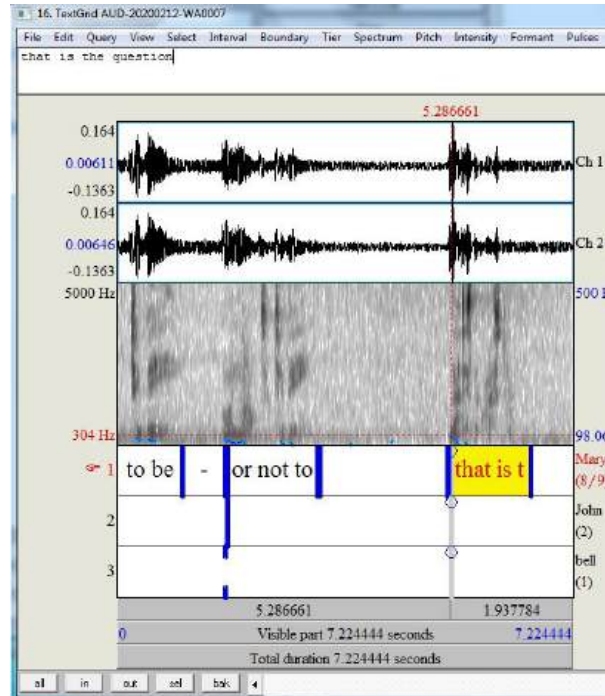 16. TextGrid AUD-20200212-WA0007
File Edit Query View Select Interval Boundary Tier Spectrum Pitch Intensity Formant Pulses
that is the question
5.286661
0.164
0.00611
-0.1363
Ch 1
0.164
0.00646
-0.1363
Ch 2
5000 Hz
500 H
304 Hz
98.06
1 to be - or not to that is t Mary
(8/9
2 John
(2)
3 bell
(1)
5.286661 1.937784
0 Visible part 7.224444 seconds 7.224444
Total duration 7.224444 seconds
all in out sel bak